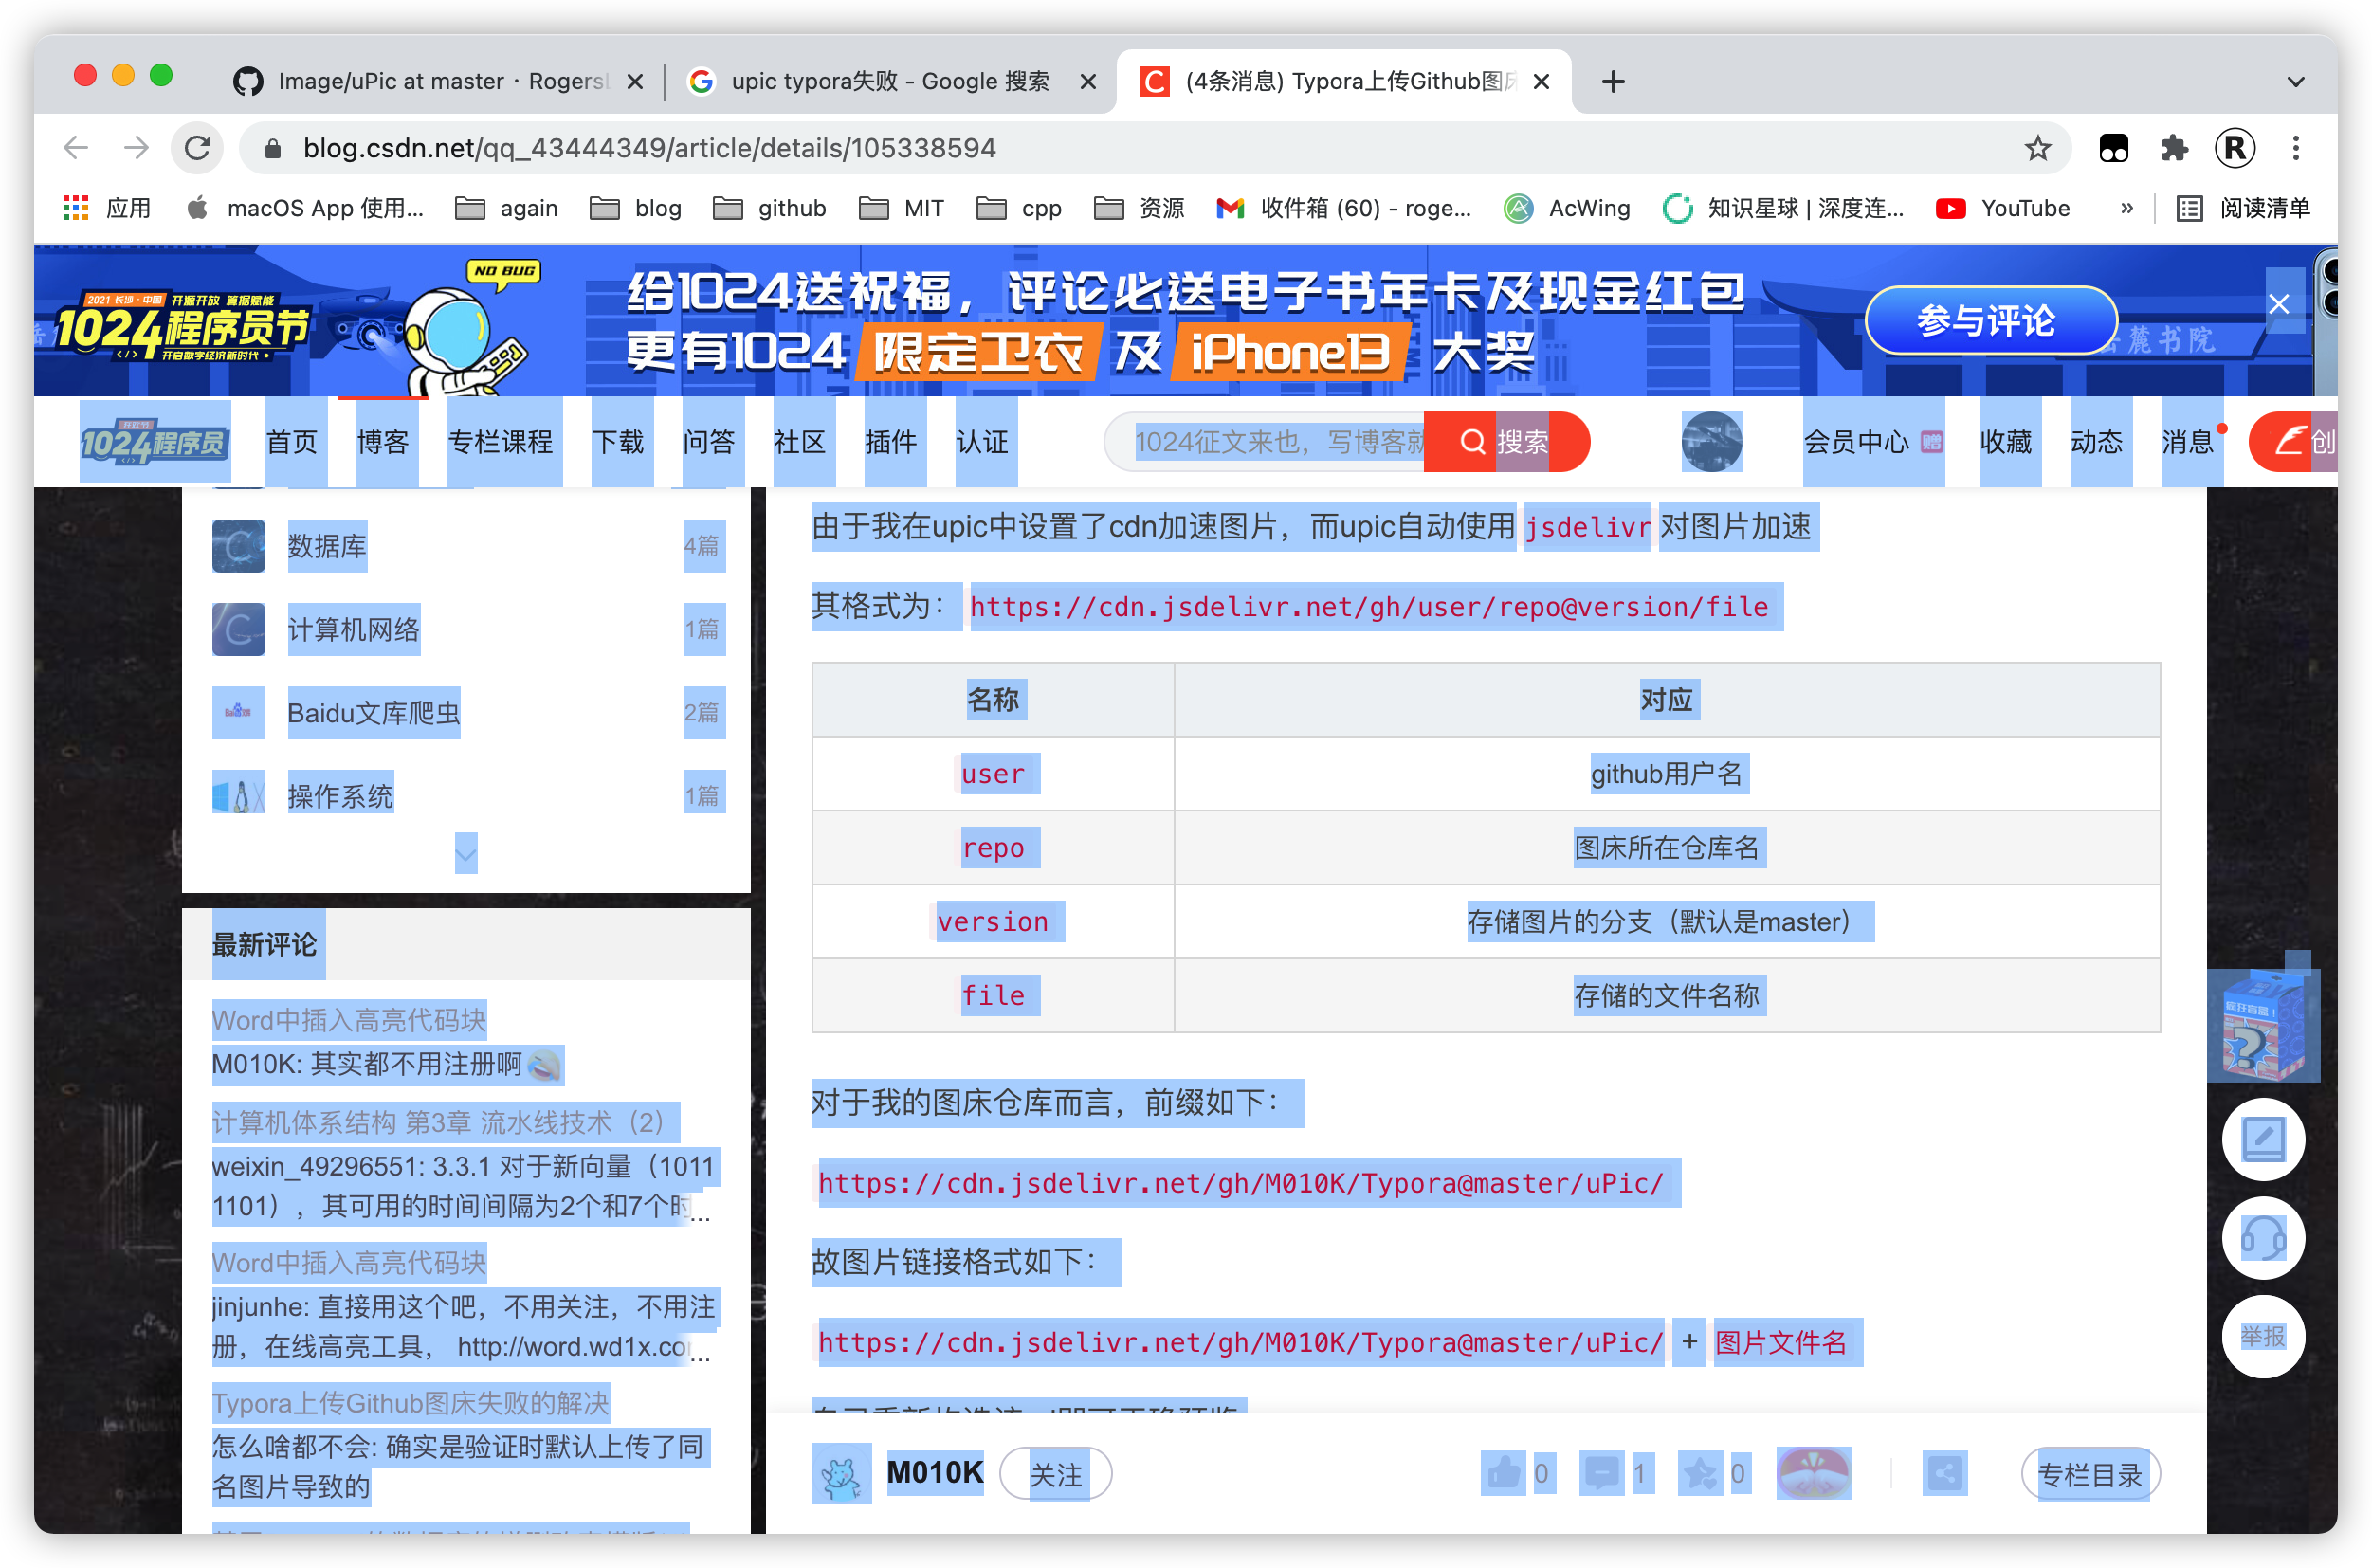 Image/uPic at master · Rogers
upic typora失败 - Google 搜索
(4条消息) Typora上传Github图床
blog.csdn.net/qq_43444349/article/details/105338594
应用
macOS App 使用...
again
blog
github
MIT
cpp
资源
收件箱 (60) - roge...
AcWing
知识星球 | 深度连...
YouTube
»
阅读清单
2021 长沙·中国 开源开放 算据赋能
1024程序员节
开启数字经济新时代
NO BUG
给1024送祝福，评论必送电子书年卡及现金红包
更有1024 限定卫衣 及 iPhone13 大奖
参与评论
岳麓书院
1024程序员
首页
博客
专栏课程
下载
问答
社区
插件
认证
1024征文来也，写博客就
搜索
会员中心
收藏
动态
消息
创
数据库 4篇
计算机网络 1篇
Baidu文库爬虫 2篇
操作系统 1篇
最新评论
Word中插入高亮代码块
M010K: 其实都不用注册啊
计算机体系结构 第3章 流水线技术（2）
weixin_49296551: 3.3.1 对于新向量（1011
1101），其可用的时间间隔为2个和7个时...
Word中插入高亮代码块
jinjunhe: 直接用这个吧，不用关注，不用注
册，在线高亮工具， http://word.wd1x.co...
Typora上传Github图床失败的解决
怎么啥都不会: 确实是验证时默认上传了同
名图片导致的
由于我在upic中设置了cdn加速图片，而upic自动使用 jsdelivr 对图片加速
其格式为： https://cdn.jsdelivr.net/gh/user/repo@version/file
名称 对应
user github用户名
repo 图床所在仓库名
version 存储图片的分支（默认是master）
file 存储的文件名称
对于我的图床仓库而言，前缀如下：
https://cdn.jsdelivr.net/gh/M010K/Typora@master/uPic/
故图片链接格式如下：
https://cdn.jsdelivr.net/gh/M010K/Typora@master/uPic/ + 图片文件名
M010K
关注
0
1
0
专栏目录
疯狂盲盒！
举报